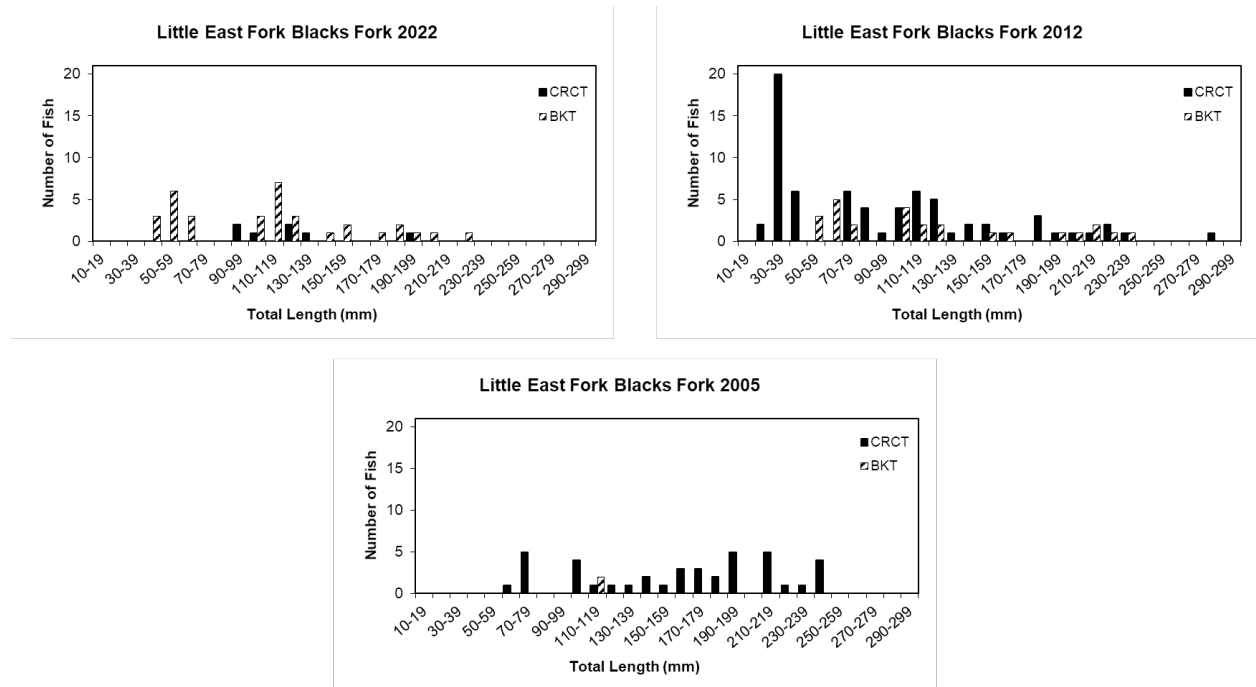 Little East Fork Blacks Fork 2022
20
15
10
5
0
Number of Fish
CRCT
BKT
10-19 30-39 50-59 70-79 90-99 110-119 130-139 150-159 170-179 190-199 210-219 230-239 250-259 270-279 290-299
Total Length (mm)
Little East Fork Blacks Fork 2012
20
15
10
5
0
Number of Fish
CRCT
BKT
10-19 30-39 50-59 70-79 90-99 110-119 130-139 150-159 170-179 190-199 210-219 230-239 250-259 270-279 290-299
Total Length (mm)
Little East Fork Blacks Fork 2005
20
15
10
5
0
Number of Fish
CRCT
BKT
10-19 30-39 50-59 70-79 90-99 110-119 130-139 150-159 170-179 190-199 210-219 230-239 250-259 270-279 290-299
Total Length (mm)